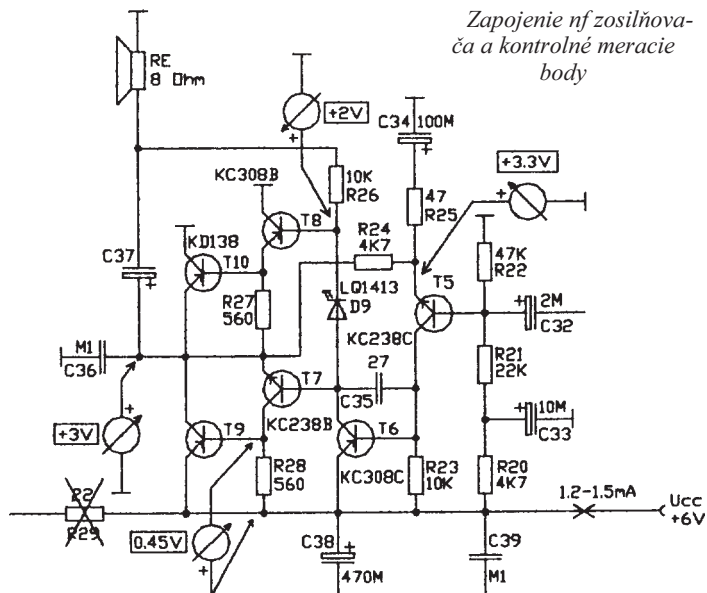 Zapojenie nf zosilňova-
ča a kontrolné meracie
body
RE
8 Ohm
+2V
C34
100M
+3.3V
KC308B
10K
R26
47
R25
T8
R24
4K7
KD138
T10
C37
47K
R22
T5
LQ1413
D9
R27
560
2M
C32
KC238C
M1
C36
T7
27
C35
R21
22K
T9
KC238B
T6
10M
C33
+3V
R28
560
KC308C
R23
10K
R20
4K7
22
R29
1.2-1.5mA
Ucc
+6V
0.45V
C38
470M
C39
M1